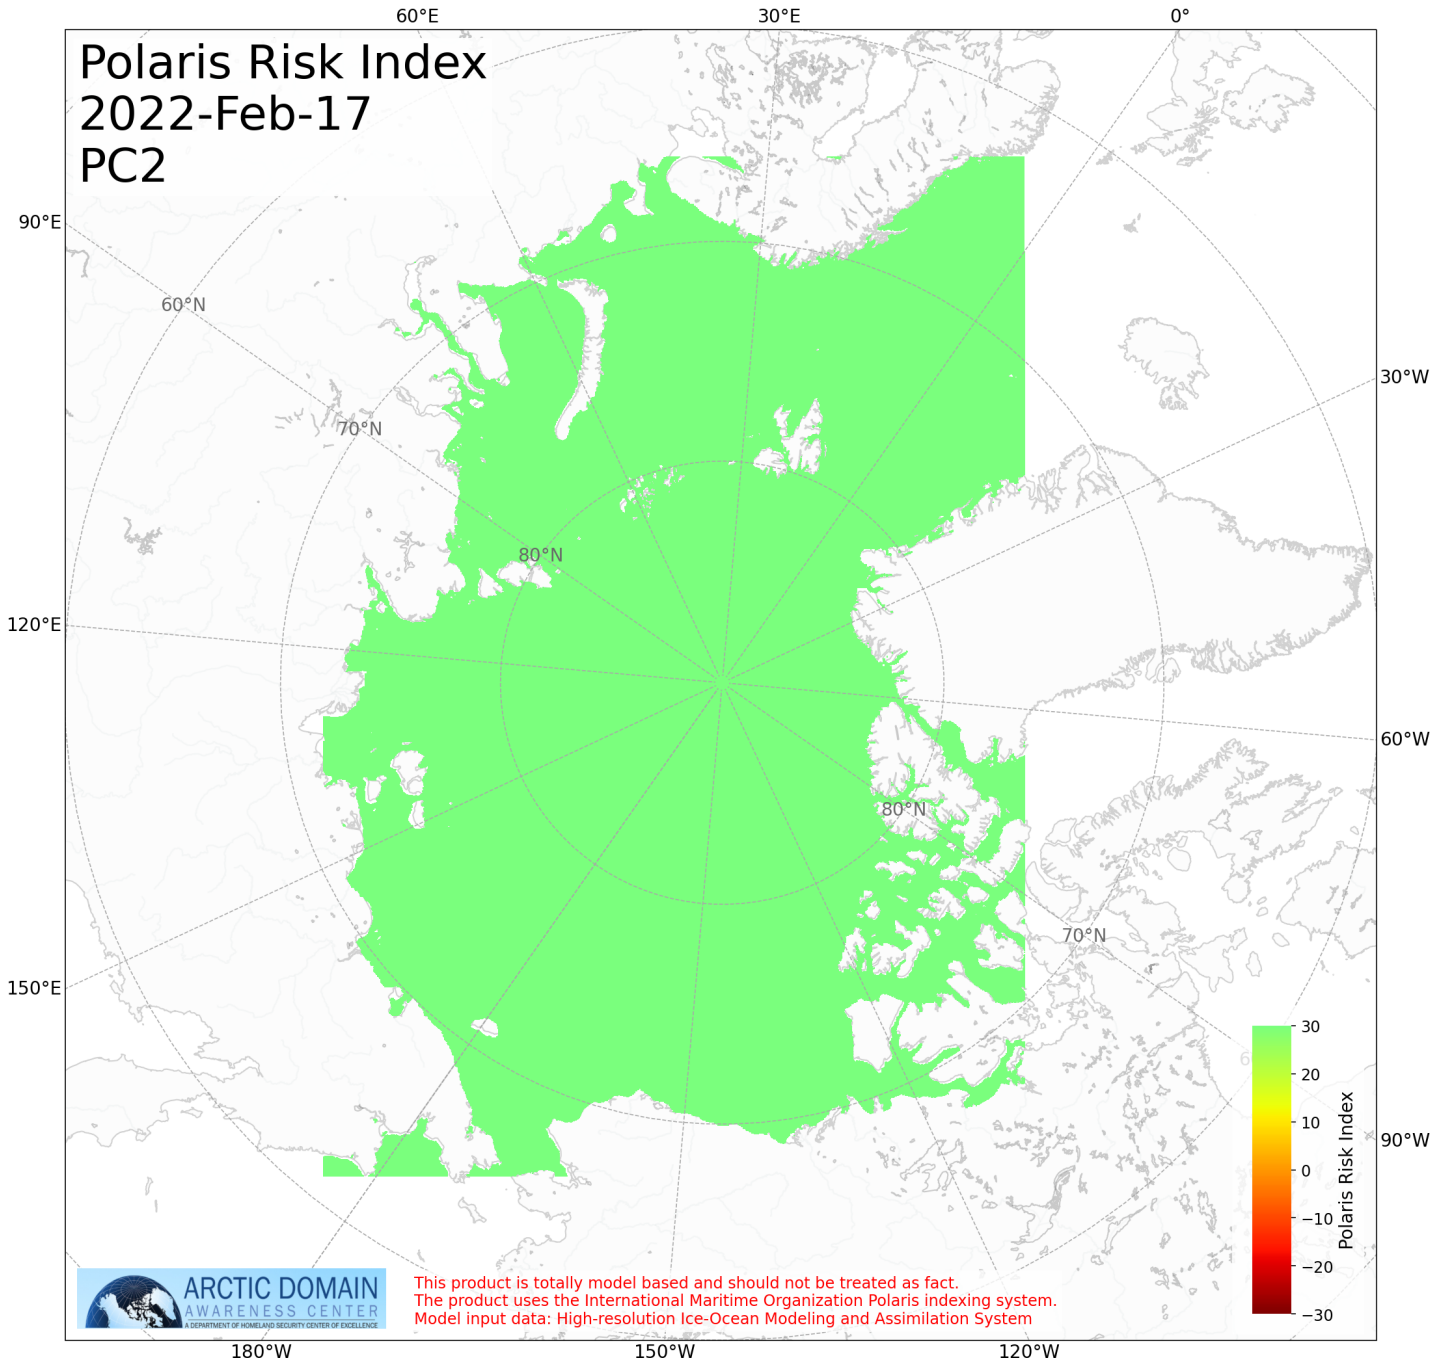 60°E
30°E
0°
Polaris Risk Index
2022-Feb-17
PC2
90°E
60°N
30°W
70°N
80°N
120°E
60°W
80°N
70°N
150°E
30
20
10
0
−10
−20
−30
Polaris Risk Index
90°W
ARCTIC DOMAIN
AWARENESS CENTER
A DEPARTMENT OF HOMELAND SECURITY CENTER OF EXCELLENCE
This product is totally model based and should not be treated as fact.
The product uses the International Maritime Organization Polaris indexing system.
Model input data: High-resolution Ice-Ocean Modeling and Assimilation System
180°W
150°W
120°W